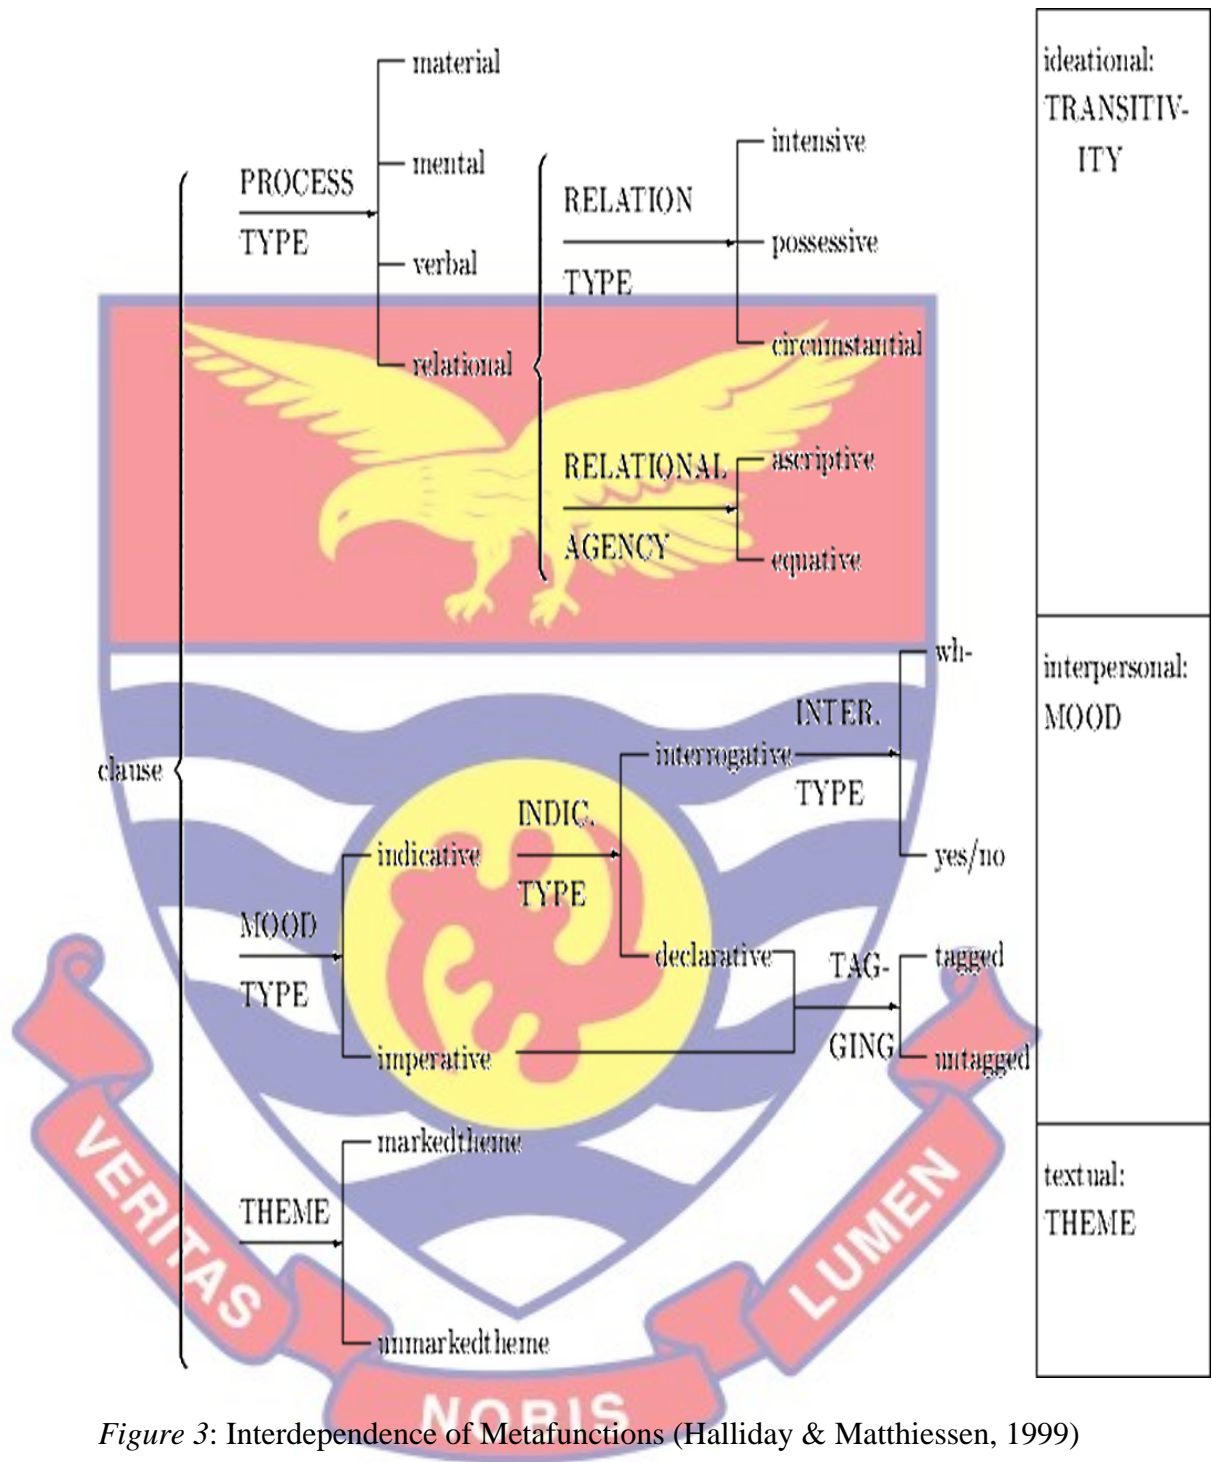 material
mental
PROCESS
TYPE
verbal
relational
RELATION
TYPE
intensive
possessive
circumstantial
RELATIONAL
AGENCY
ascriptive
equative
ideational:
TRANSITIV-
ITY
clause
MOOD
TYPE
indicative
imperative
INDIC.
TYPE
interrogative
declarative
INTER.
TYPE
wh-
yes/no
TAG-
GING
tagged
untagged
interpersonal:
MOOD
THEME
markedtheme
unmarkedtheme
textual:
THEME
VERITAS
NOBIS
LUMEN
Figure 3: Interdependence of Metafunctions (Halliday & Matthiessen, 1999)